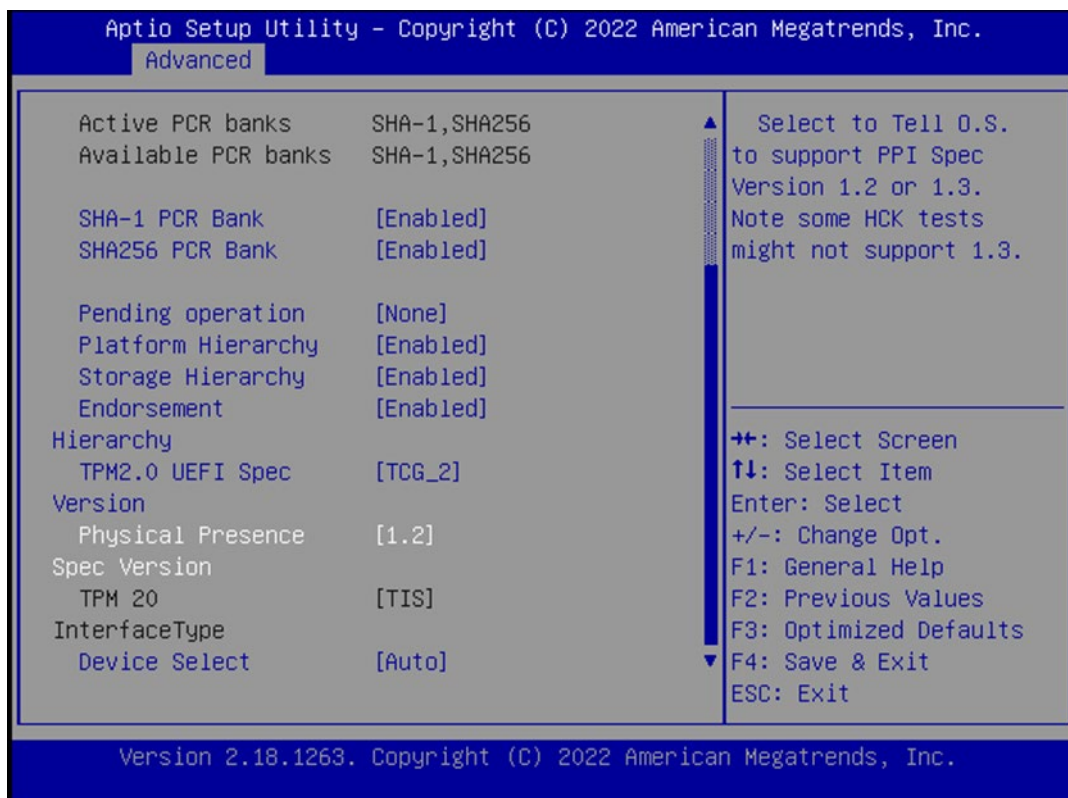 Aptio Setup Utility – Copyright (C) 2022 American Megatrends, Inc.
Advanced
Active PCR banks SHA-1,SHA256
Available PCR banks SHA-1,SHA256
SHA-1 PCR Bank [Enabled]
SHA256 PCR Bank [Enabled]
Pending operation [None]
Platform Hierarchy [Enabled]
Storage Hierarchy [Enabled]
Endorsement [Enabled]
Hierarchy
TPM2.0 UEFI Spec [TCG_2]
Version
Physical Presence [1.2]
Spec Version
TPM 20 [TIS]
InterfaceType
Device Select [Auto]
Select to Tell O.S.
to support PPI Spec
Version 1.2 or 1.3.
Note some HCK tests
might not support 1.3.
→←: Select Screen
↑↓: Select Item
Enter: Select
+/-: Change Opt.
F1: General Help
F2: Previous Values
F3: Optimized Defaults
F4: Save & Exit
ESC: Exit
Version 2.18.1263. Copyright (C) 2022 American Megatrends, Inc.